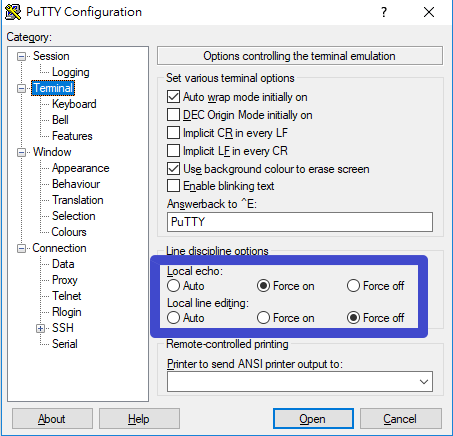 PuTTY Configuration
?
Category:
Session
Logging
Terminal
Keyboard
Bell
Features
Window
Appearance
Behaviour
Translation
Selection
Colours
Connection
Data
Proxy
Telnet
Rlogin
SSH
Serial
Options controlling the terminal emulation
Set various terminal options
Auto wrap mode initially on
DEC Origin Mode initially on
Implicit CR in every LF
Implicit LF in every CR
Use background colour to erase screen
Enable blinking text
Answerback to ^E:
PuTTY
Line discipline options
Local echo:
Auto Force on Force off
Local line editing:
Auto Force on Force off
Remote-controlled printing
Printer to send ANSI printer output to:
About Help Open Cancel